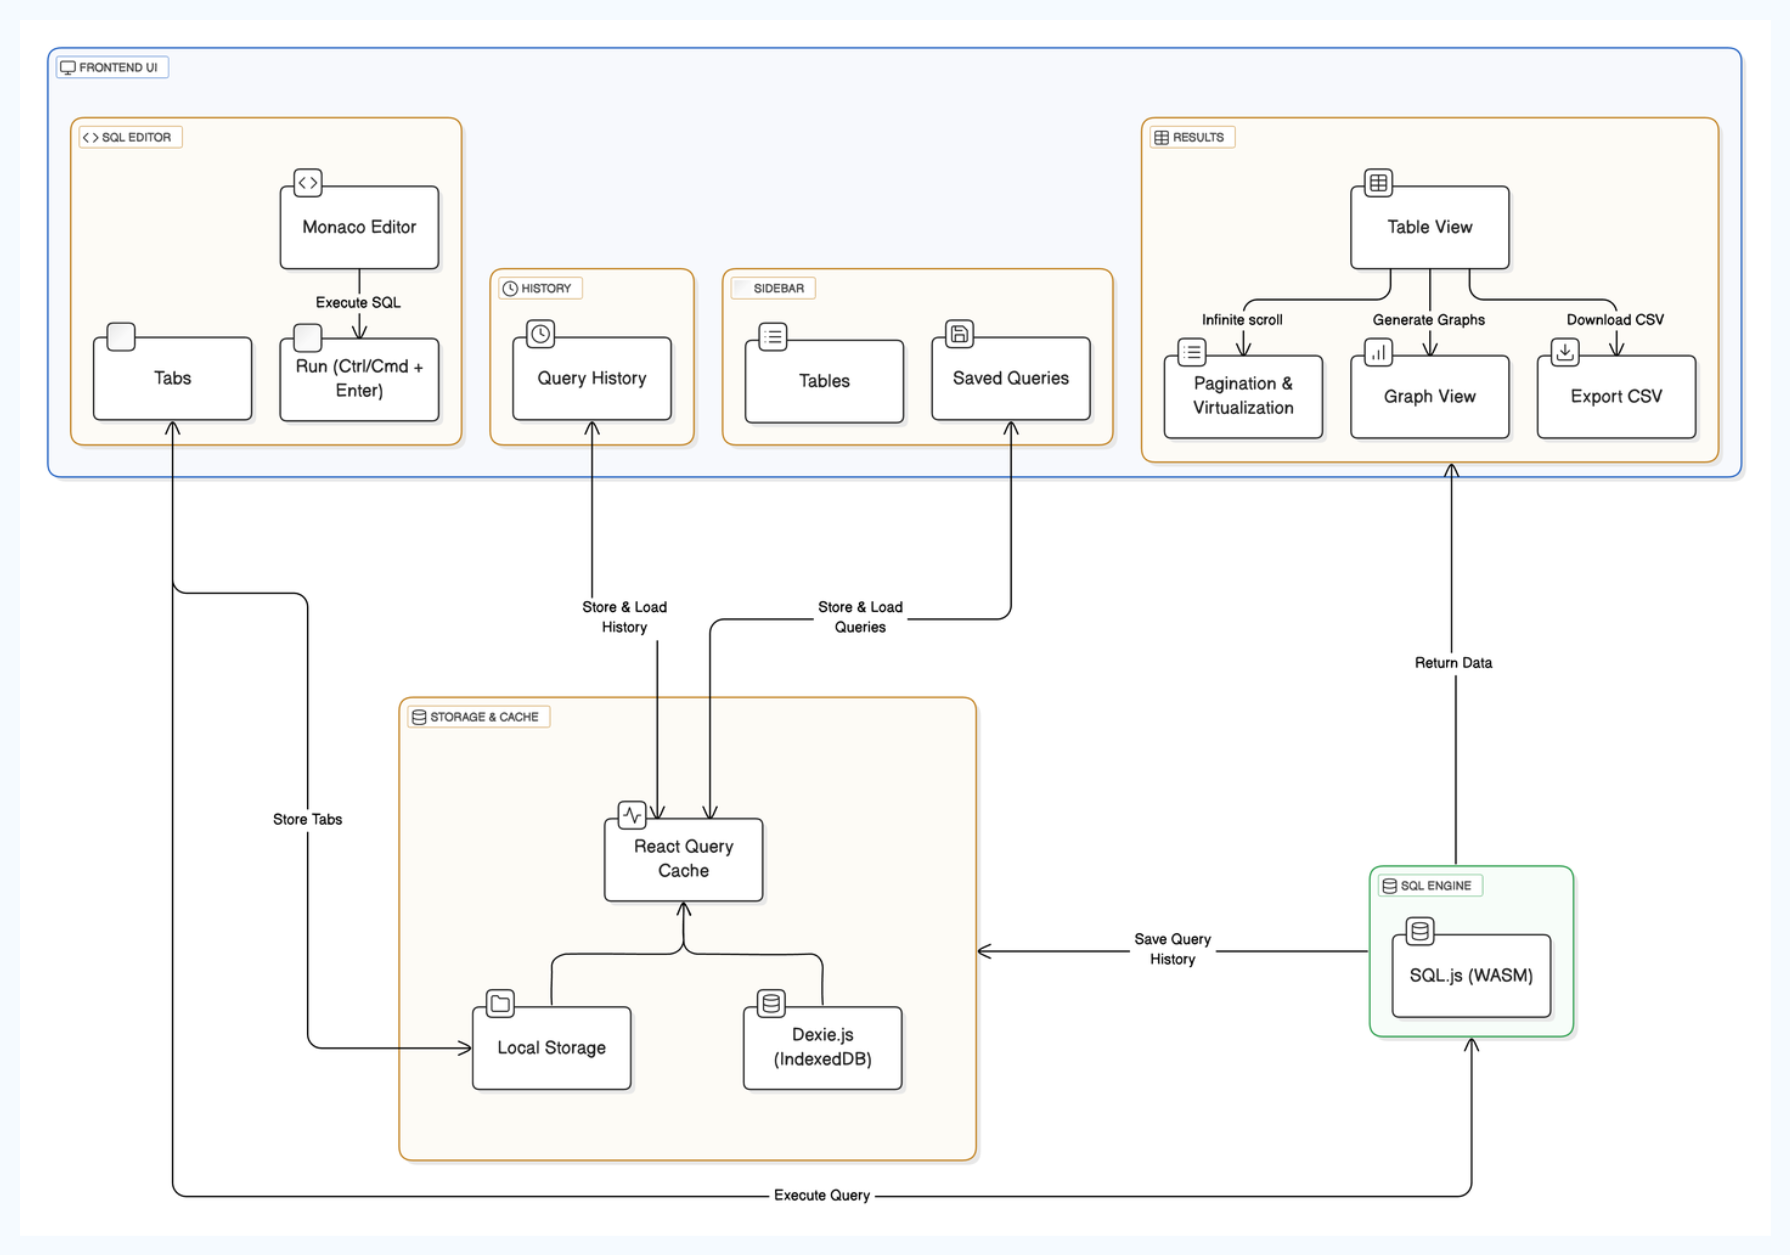 FRONTEND UI
SQL EDITOR
Monaco Editor
Execute SQL
Tabs
Run (Ctrl/Cmd +
Enter)
HISTORY
Query History
SIDEBAR
Tables
Saved Queries
RESULTS
Table View
Infinite scroll
Generate Graphs
Download CSV
Pagination &
Virtualization
Graph View
Export CSV
Store & Load
History
Store & Load
Queries
Return Data
STORAGE & CACHE
Store Tabs
React Query
Cache
Local Storage
Dexie.js
(IndexedDB)
Save Query
History
SQL ENGINE
SQL.js (WASM)
Execute Query